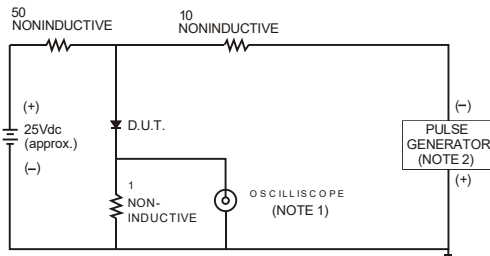 50
NONINDUCTIVE
10
NONINDUCTIVE
(+)
25Vdc
(approx.)
(–)
D.U.T.
1
NON-
INDUCTIVE
OSCILLISCOPE
(NOTE 1)
(–)
PULSE
GENERATOR
(NOTE 2)
(+)